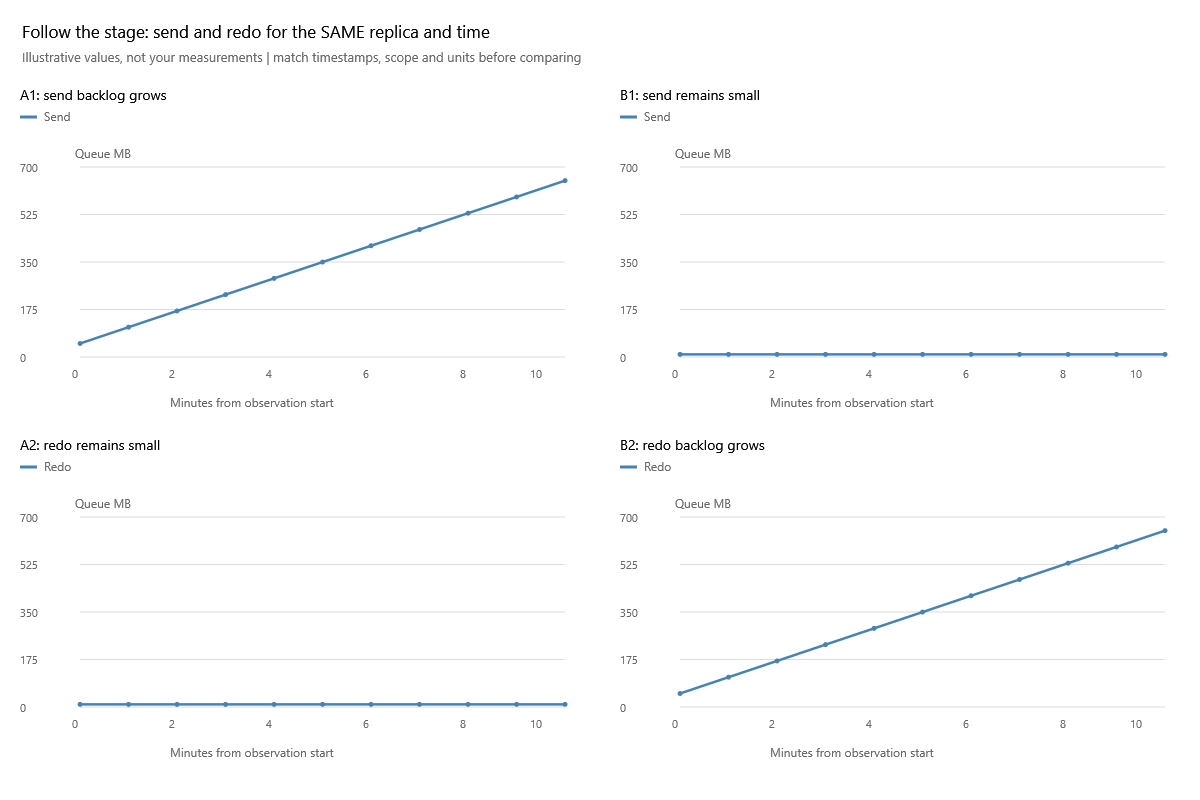 Follow the stage: send and redo for the SAME replica and time
Illustrative values, not your measurements | match timestamps, scope and units before comparing
A1: send backlog grows
Send
Queue MB
700
525
350
175
0
0 2 4 6 8 10
Minutes from observation start
B1: send remains small
Send
Queue MB
700
525
350
175
0
0 2 4 6 8 10
Minutes from observation start
A2: redo remains small
Redo
Queue MB
700
525
350
175
0
0 2 4 6 8 10
Minutes from observation start
B2: redo backlog grows
Redo
Queue MB
700
525
350
175
0
0 2 4 6 8 10
Minutes from observation start